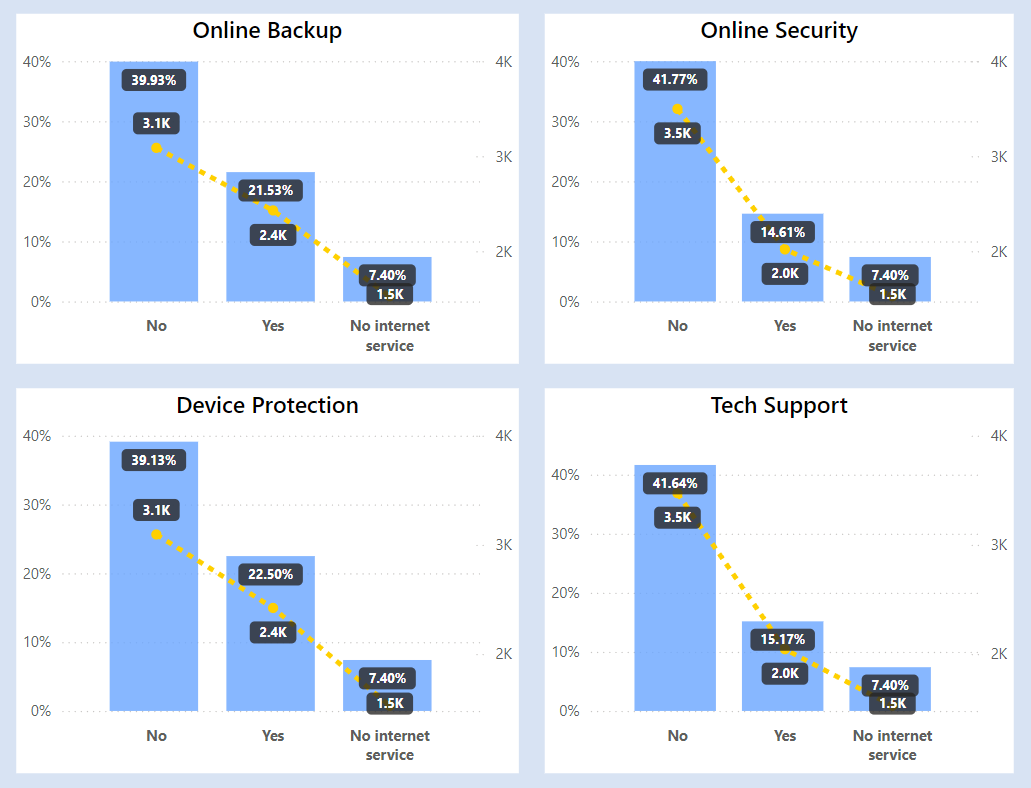 Online Backup
40%
4K
39.93%
30%
3.1K
3K
20%
21.53%
10%
2.4K
2K
7.40%
1.5K
0%
No
Yes
No internet
service
Online Security
40%
4K
41.77%
30%
3.5K
3K
20%
14.61%
10%
2K
2.0K
7.40%
1.5K
0%
No
Yes
No internet
service
Device Protection
40%
4K
39.13%
30%
3.1K
3K
20%
22.50%
2.4K
10%
2K
7.40%
1.5K
0%
No
Yes
No internet
service
Tech Support
4K
40%
41.64%
3.5K
30%
3K
20%
15.17%
10%
2K
2.0K
7.40%
1.5K
0%
No
Yes
No internet
service